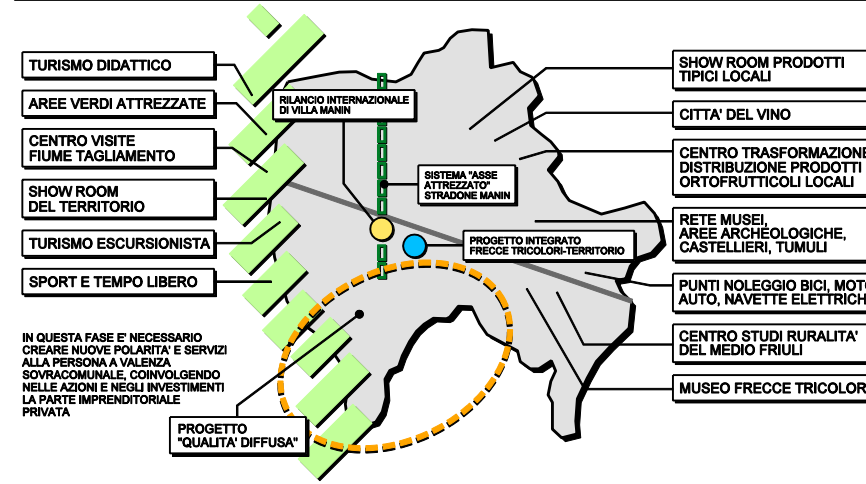 TURISMO DIDATTICO
AREE VERDI ATTREZZATE
CENTRO VISITE
FIUME TAGLIAMENTO
SHOW ROOM
DEL TERRITORIO
TURISMO ESCURSIONISTA
SPORT E TEMPO LIBERO
IN QUESTA FASE E' NECESSARIO
CREARE NUOVE POLARITA' E SERVIZI
ALLA PERSONA A VALENZA
SOVRACOMUNALE, COINVOLGENDO
NELLE AZIONI E NEGLI INVESTIMENTI
LA PARTE IMPRENDITORIALE
PRIVATA
PROGETTO
"QUALITA' DIFFUSA"
RILANCIO INTERNAZIONALE
DI VILLA MANIN
SISTEMA "ASSE
ATTREZZATO"
STRADONE MANIN
PROGETTO INTEGRATO
FRECCE TRICOLORI-TERRITORIO
SHOW ROOM PRODOTTI
TIPICI LOCALI
CITTA' DEL VINO
CENTRO TRASFORMAZIONE
DISTRIBUZIONE PRODOTTI
ORTOFRUTTICOLI LOCALI
RETE MUSEI,
AREE ARCHEOLOGICHE,
CASTELLIERI, TUMULI
PUNTI NOLEGGIO BICI, MOTO
AUTO, NAVETTE ELETTRICH
CENTRO STUDI RURALITA'
DEL MEDIO FRIULI
MUSEO FRECCE TRICOLOR